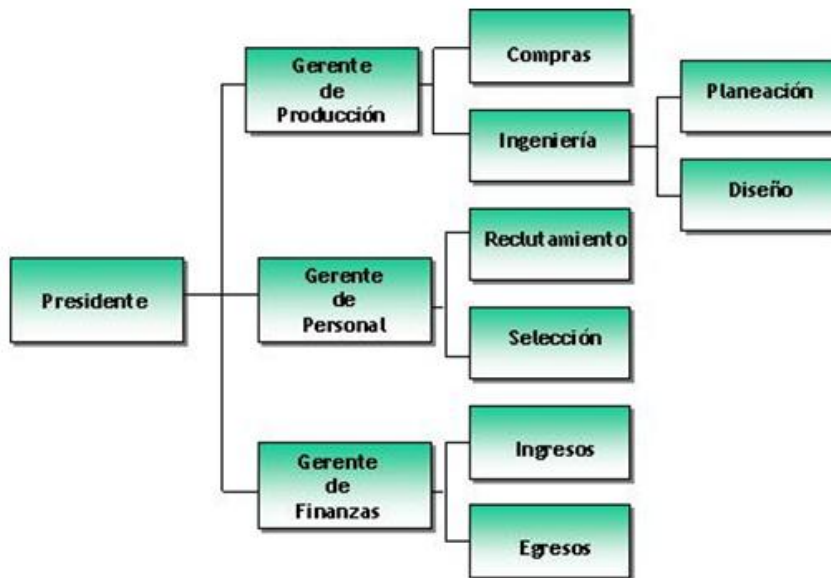 Presidente
Gerente
de
Producción
Compras
Ingeniería
Planeación
Diseño
Gerente
de
Personal
Reclutamiento
Selección
Gerente
de
Finanzas
Ingresos
Egresos